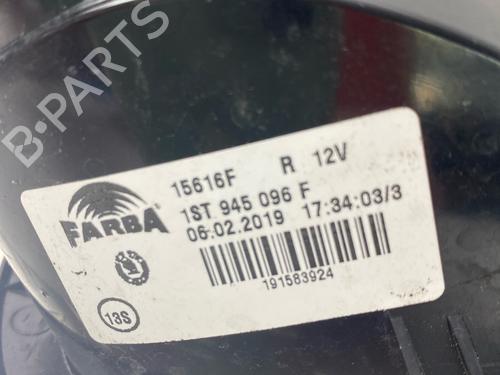 B-PARTS
15616F R 12V
1ST 945 096 F
FARBA
06.02.2019 17:34:03/3
191583924
13S